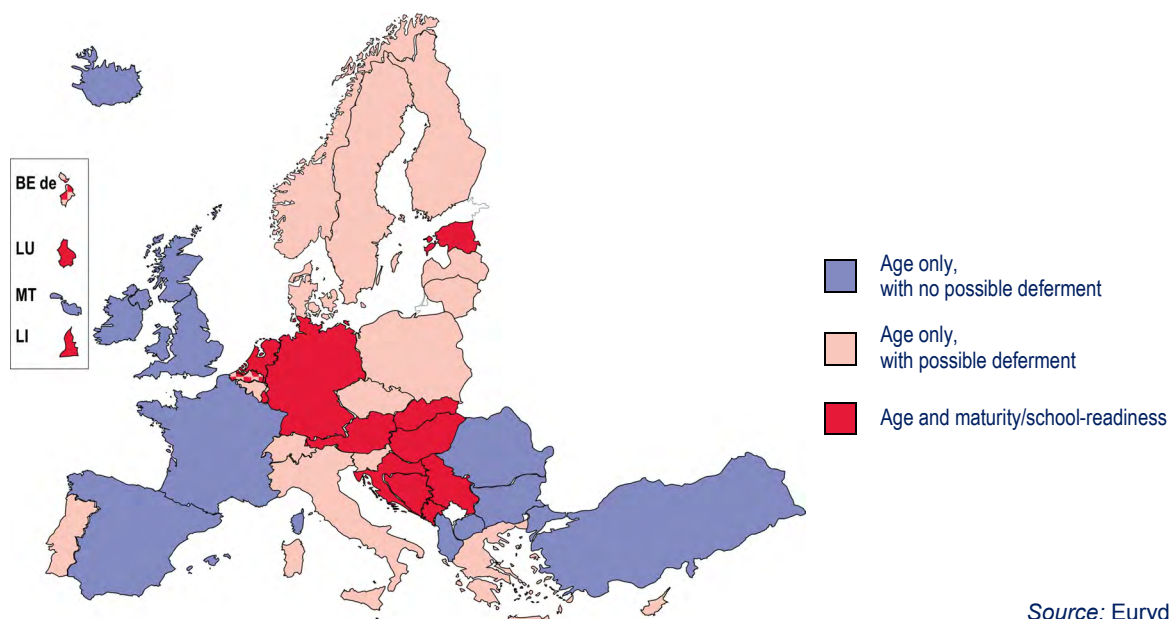 BE de
LU
MT
LI
Age only,
with no possible deferment
Age only,
with possible deferment
Age and maturity/school-readiness
Source: Euryd